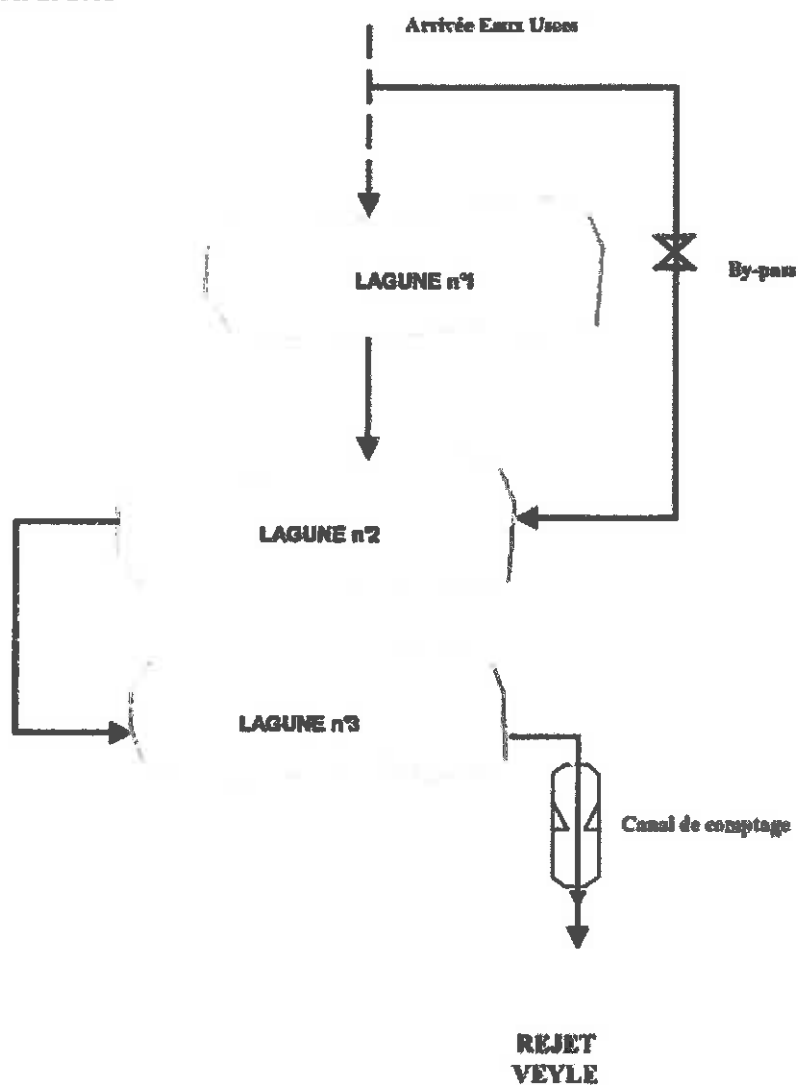 Arrivée Eaux Usées
LAGUNE n°1
By-pass
LAGUNE n°2
LAGUNE n°3
Canal de comptage
REJET
VEYLE